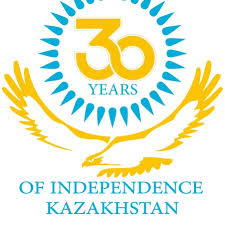 30
YEARS
OF INDEPENDENCE
KAZAKHSTAN